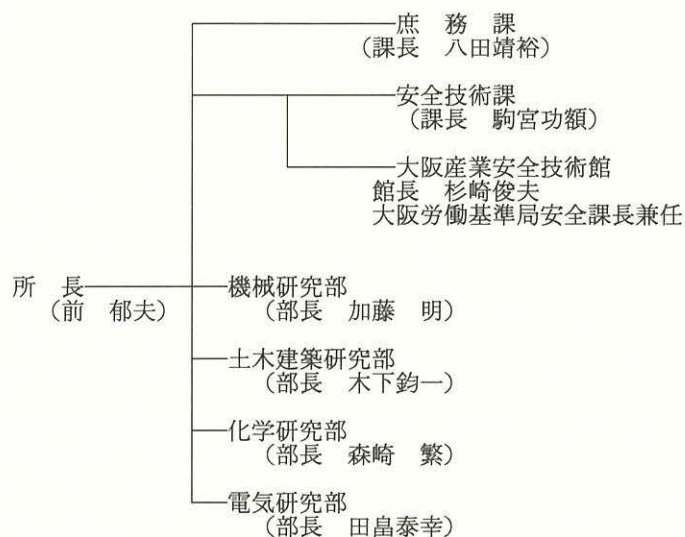 庶　務　課
（課長　八田靖裕）
安全技術課
（課長　駒宮功額）
大阪産業安全技術館
館長　杉崎俊夫
大阪労働基準局安全課長兼任
所　長
（前　郁夫）
機械研究部
（部長　加藤　明）
土木建築研究部
（部長　木下鈞一）
化学研究部
（部長　森崎　繁）
電気研究部
（部長　田畠泰幸）